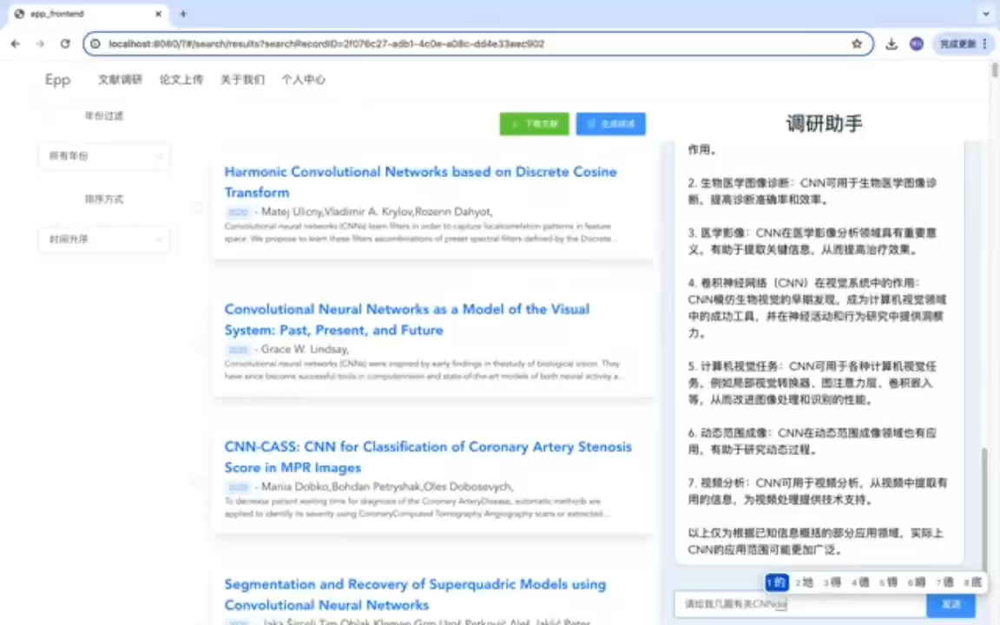 epp_frontend
localhost:8080/?#/search/results?searchRecordID=2f076c27-adb1-4c0e-a08c-dd4e33aec902
完成更新
Epp 文献调研 论文上传 关于我们 个人中心
年份过滤
所有年份
排序方式
时间升序
下载文献
Harmonic Convolutional Networks based on Discrete Cosine
Transform
2020 - Matej Ulicny,Vladimir A. Krylov,Rozenn Dahyot,
Convolutional neural networks (CNNs) learn filters in order to capture localcorrelation patterns in feature
space. We propose to learn these filters ascombinations of preset spectral filters defined by the Discrete...
Convolutional Neural Networks as a Model of the Visual
System: Past, Present, and Future
2020 - Grace W. Lindsay,
Convolutional neural networks (CNNs) were inspired by early findings in thestudy of biological vision. They
have since become successful tools in computervision and state-of-the-art models of both neural activity a...
CNN-CASS: CNN for Classification of Coronary Artery Stenosis
Score in MPR Images
2020 - Mariia Dobko,Bohdan Petryshak,Oles Dobosevych,
To decrease patient waiting time for diagnosis of the Coronary ArteryDisease, automatic methods are
applied to identify its severity using CoronaryComputed Tomography Angiography scans or extracted...
Segmentation and Recovery of Superquadric Models using
Convolutional Neural Networks
调研助手
作用。
2. 生物医学图像诊断：CNN可用于生物医学图像诊
断，提高诊断准确率和效率。
3. 医学影像：CNN在医学影像分析领域具有重要意
义，有助于提取关键信息，从而提高治疗效果。
4. 卷积神经网络（CNN）在视觉系统中的作用：
CNN模仿生物视觉的早期发现，成为计算机视觉领域
中的成功工具，并在神经活动和行为研究中提供洞察
力。
5. 计算机视觉任务：CNN可用于各种计算机视觉任
务，例如局部视觉转换器、图注意力层、卷积嵌入
等，从而改进图像处理和识别的性能。
6. 动态范围成像：CNN在动态范围成像领域也有应
用，有助于研究动态过程。
7. 视频分析：CNN可用于视频分析，从视频中提取有
用的信息，为视频处理提供技术支持。
以上仅为根据已知信息概括的部分应用领域，实际上
CNN的应用范围可能更加广泛。
1 的 2 地 3 得 4 德 5 锝 6 嘚 7 德 8 底
请给我几篇有关CNNde
发送